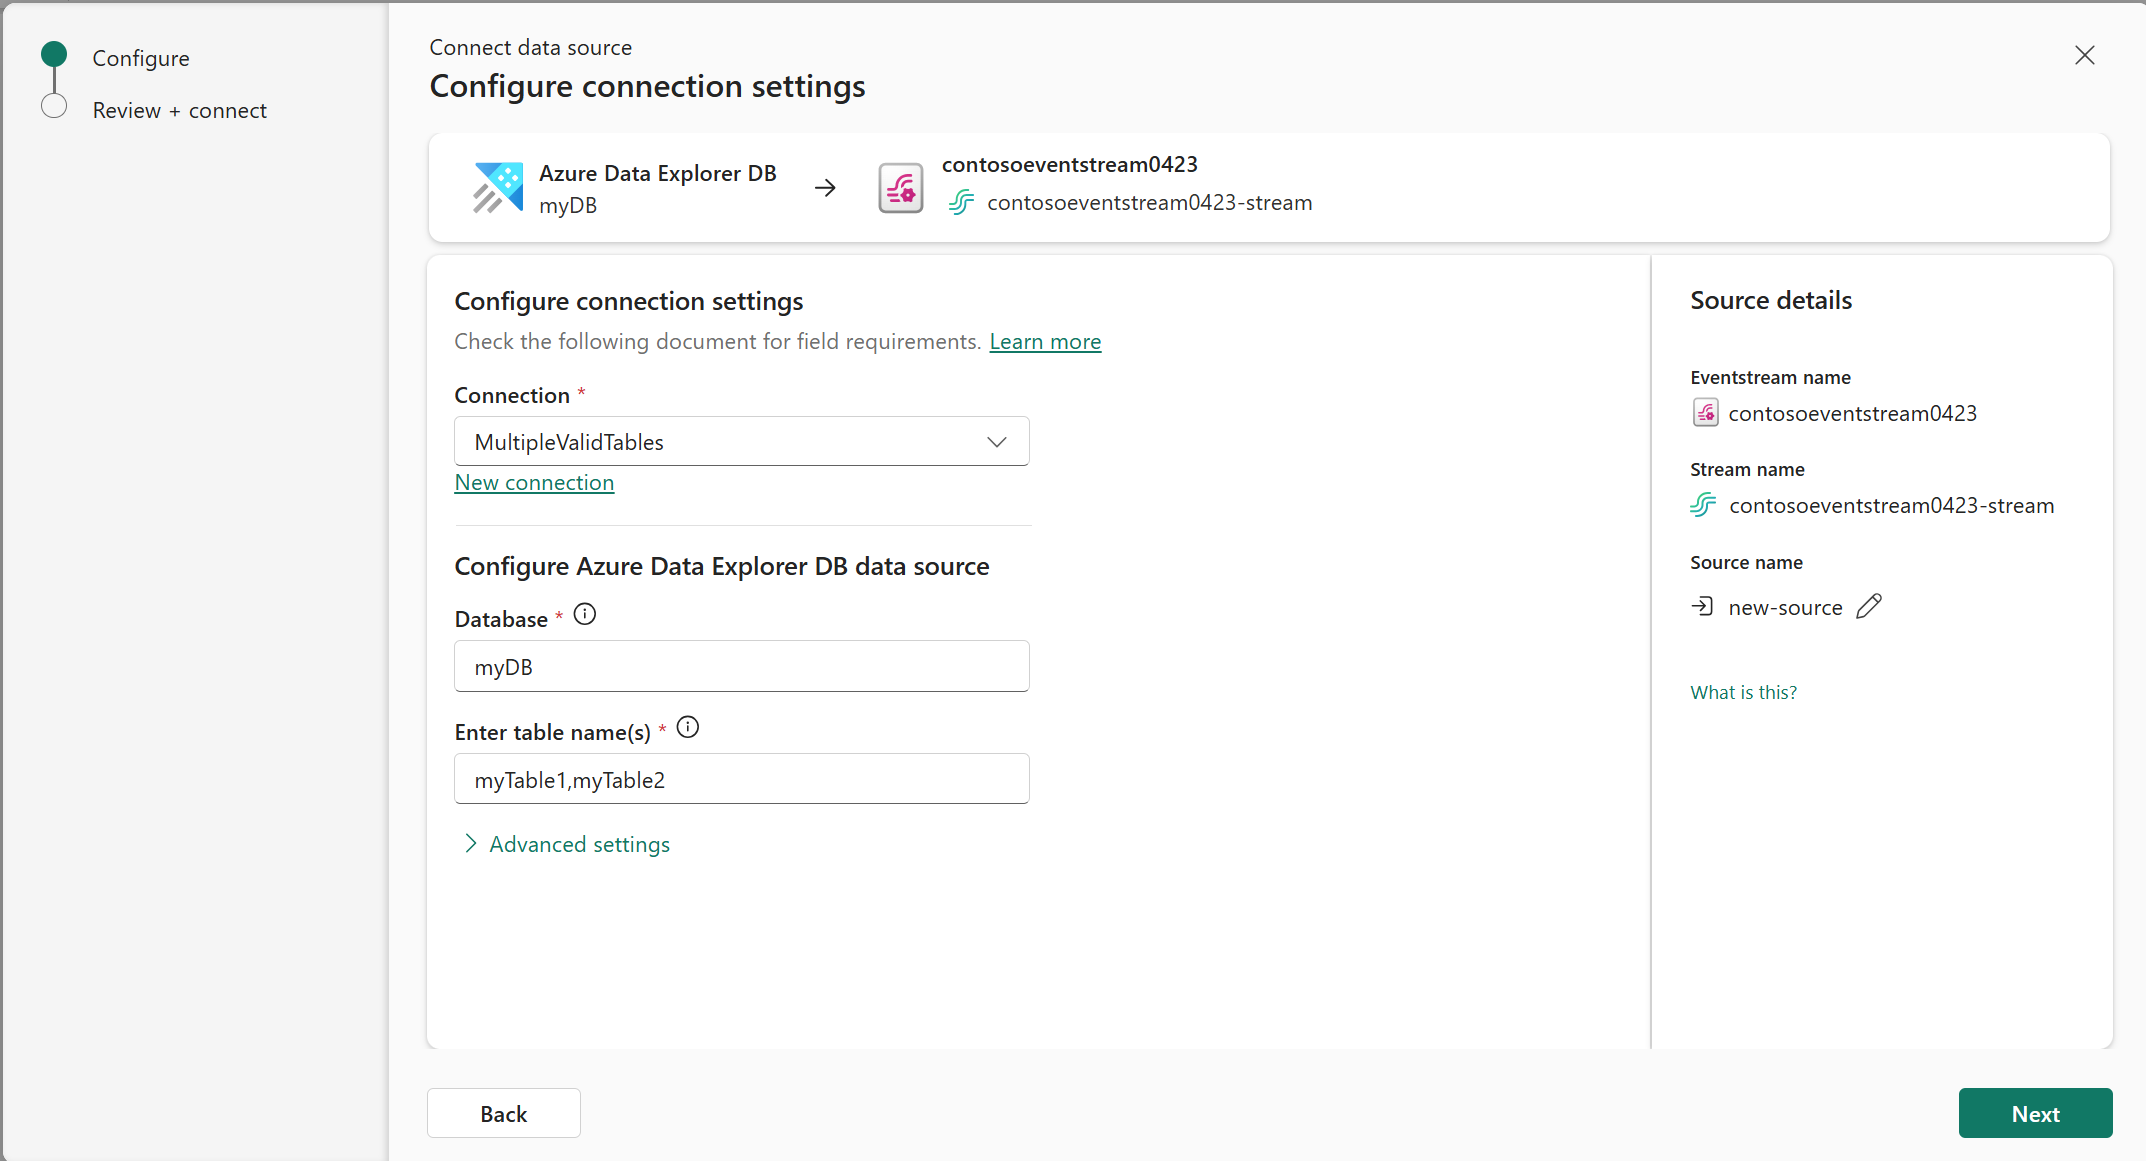 Configure
Review + connect
Connect data source
Configure connection settings
Azure Data Explorer DB
myDB
contosoeventstream0423
contosoeventstream0423-stream
Configure connection settings
Check the following document for field requirements. Learn more
Connection *
MultipleValidTables
New connection
Configure Azure Data Explorer DB data source
Database *
myDB
Enter table name(s) *
myTable1,myTable2
Advanced settings
Source details
Eventstream name
contosoeventstream0423
Stream name
contosoeventstream0423-stream
Source name
new-source
What is this?
Back
Next